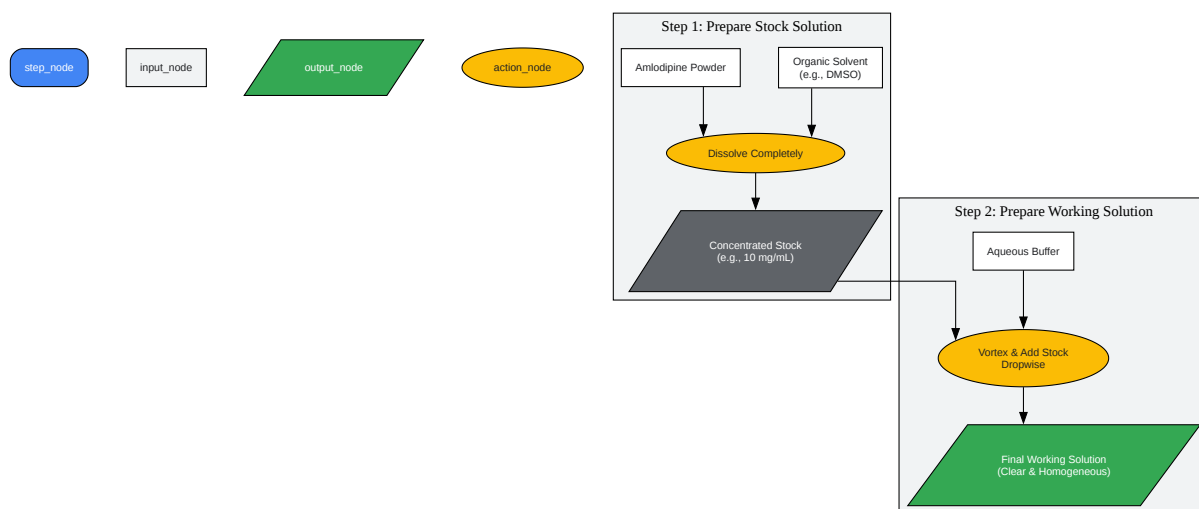 step_node
input_node
output_node
action_node
Step 1: Prepare Stock Solution
Amlodipine Powder
Organic Solvent
(e.g., DMSO)
Dissolve Completely
Concentrated Stock
(e.g., 10 mg/mL)
Step 2: Prepare Working Solution
Aqueous Buffer
Vortex & Add Stock
Dropwise
Final Working Solution
(Clear & Homogeneous)